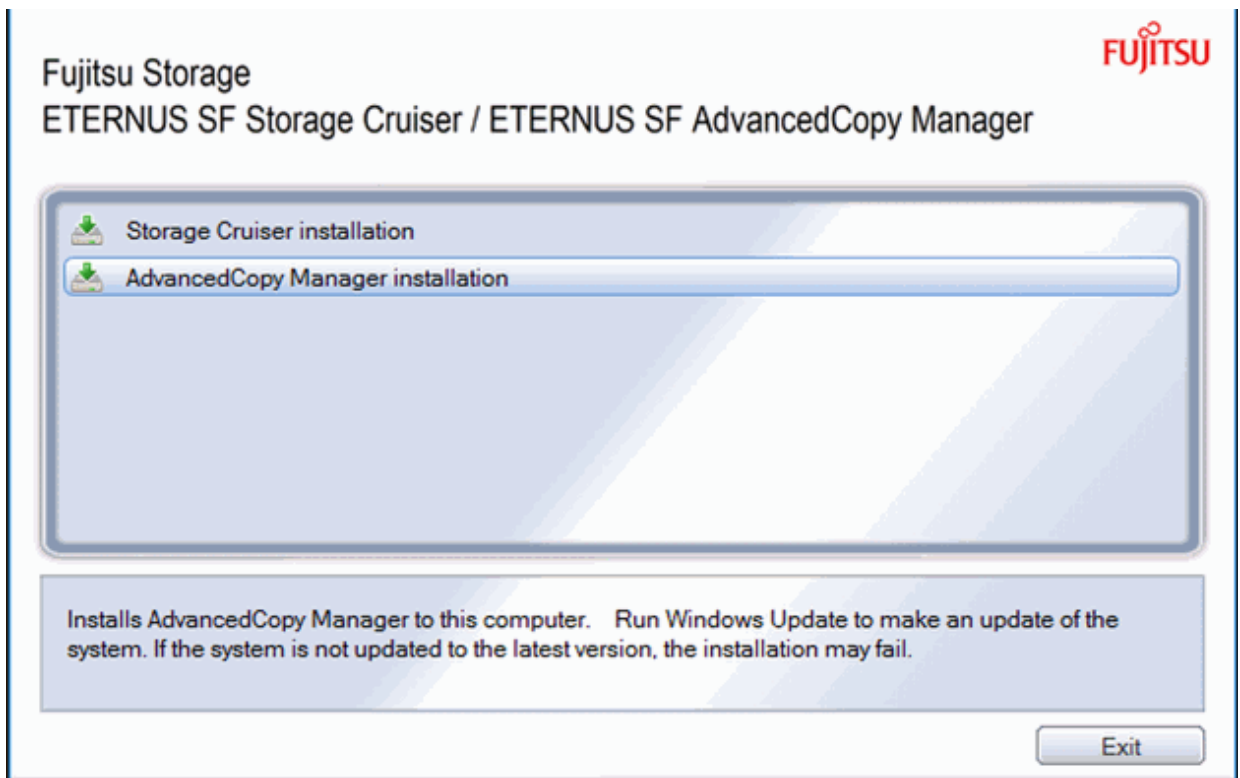 FUJITSU
Fujitsu Storage
ETERNUS SF Storage Cruiser / ETERNUS SF AdvancedCopy Manager
Storage Cruiser installation
AdvancedCopy Manager installation
Installs AdvancedCopy Manager to this computer. Run Windows Update to make an update of the
system. If the system is not updated to the latest version, the installation may fail.
Exit